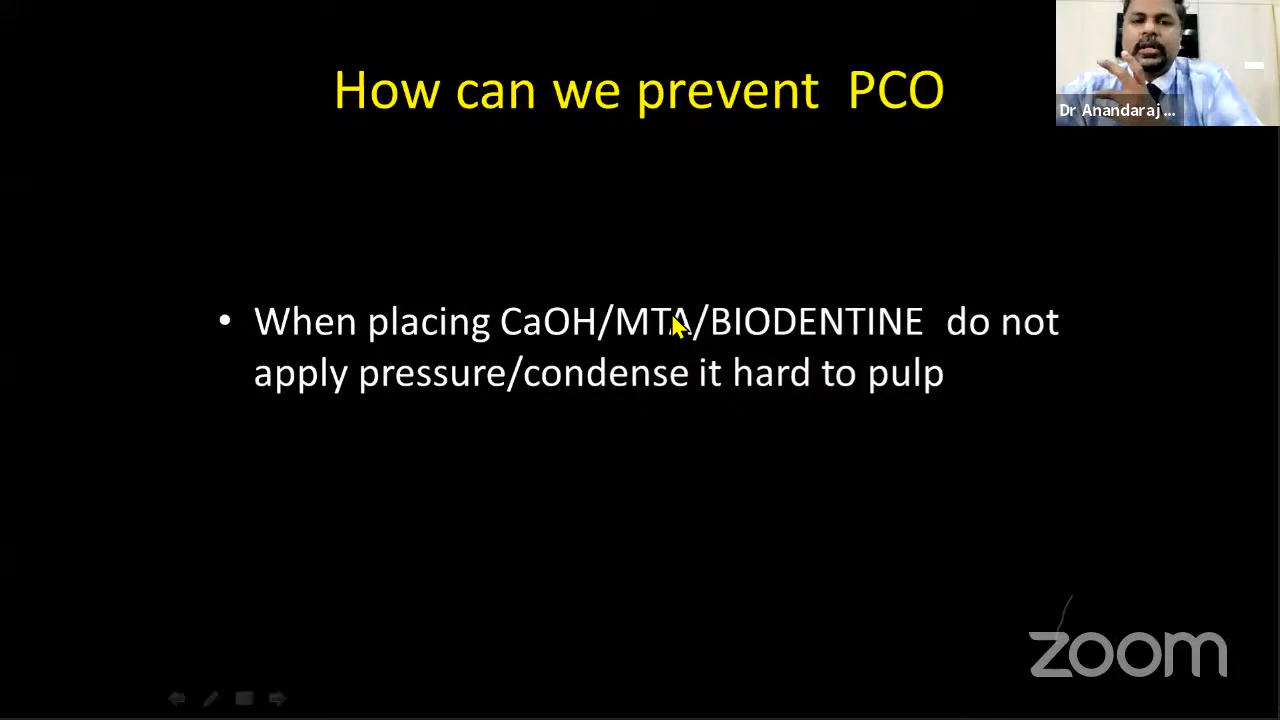 How can we prevent PCO
Dr Anandaraj ...
• When placing CaOH/MTA/BIODENTINE do not
apply pressure/condense it hard to pulp
zoom